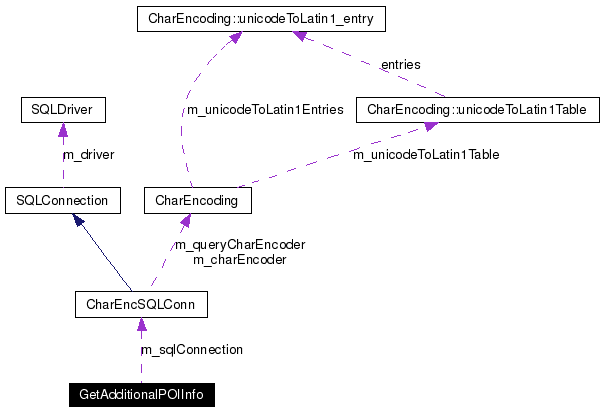 CharEncoding::unicodeToLatin1_entry
entries
SQLDriver
m_unicodeToLatin1Entries
CharEncoding::unicodeToLatin1Table
m_driver
m_unicodeToLatin1Table
SQLConnection
CharEncoding
m_queryCharEncoder
m_charEncoder
CharEncSQLConn
m_sqlConnection
GetAdditionalPOIInfo